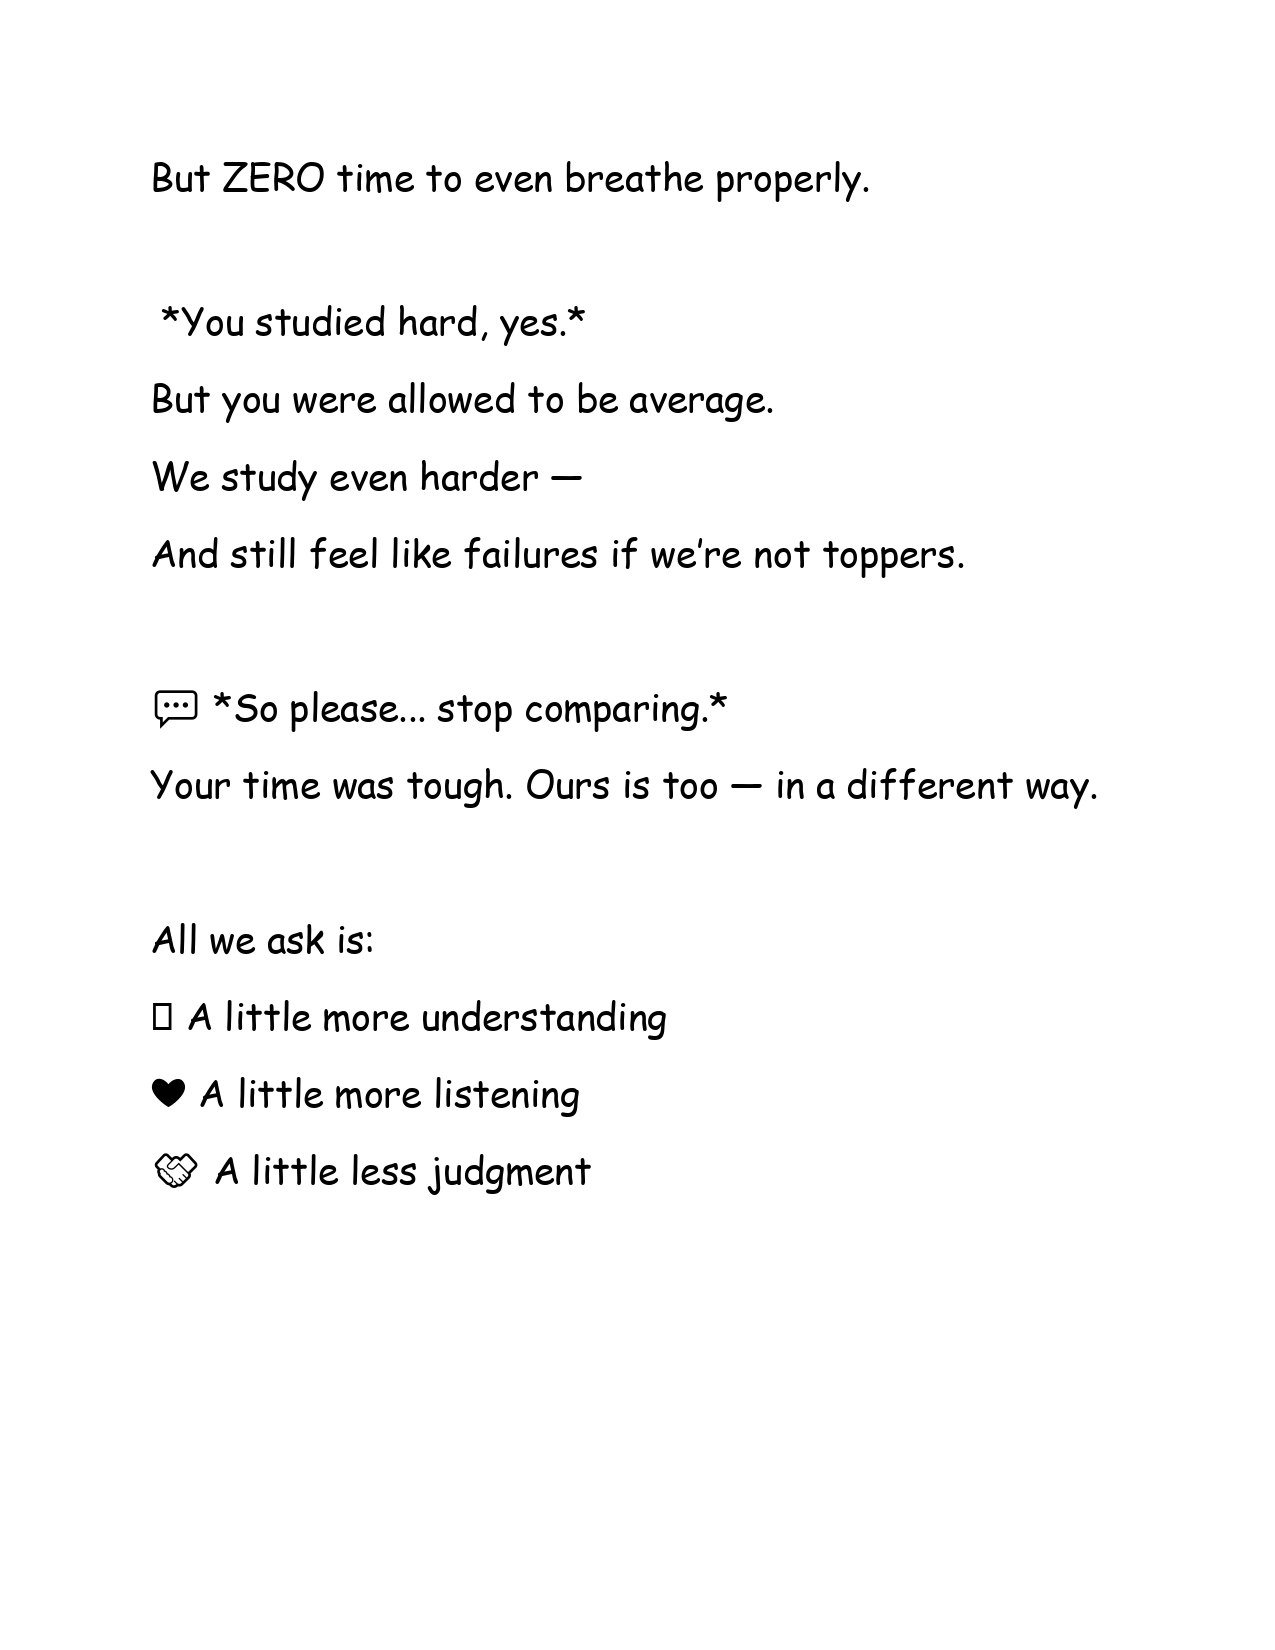 But ZERO time to even breathe properly.
*You studied hard, yes.*
But you were allowed to be average.
We study even harder —
And still feel like failures if we’re not toppers.
💬 *So please... stop comparing.*
Your time was tough. Ours is too — in a different way.
All we ask is:
▯ A little more understanding
❤ A little more listening
🤝 A little less judgment